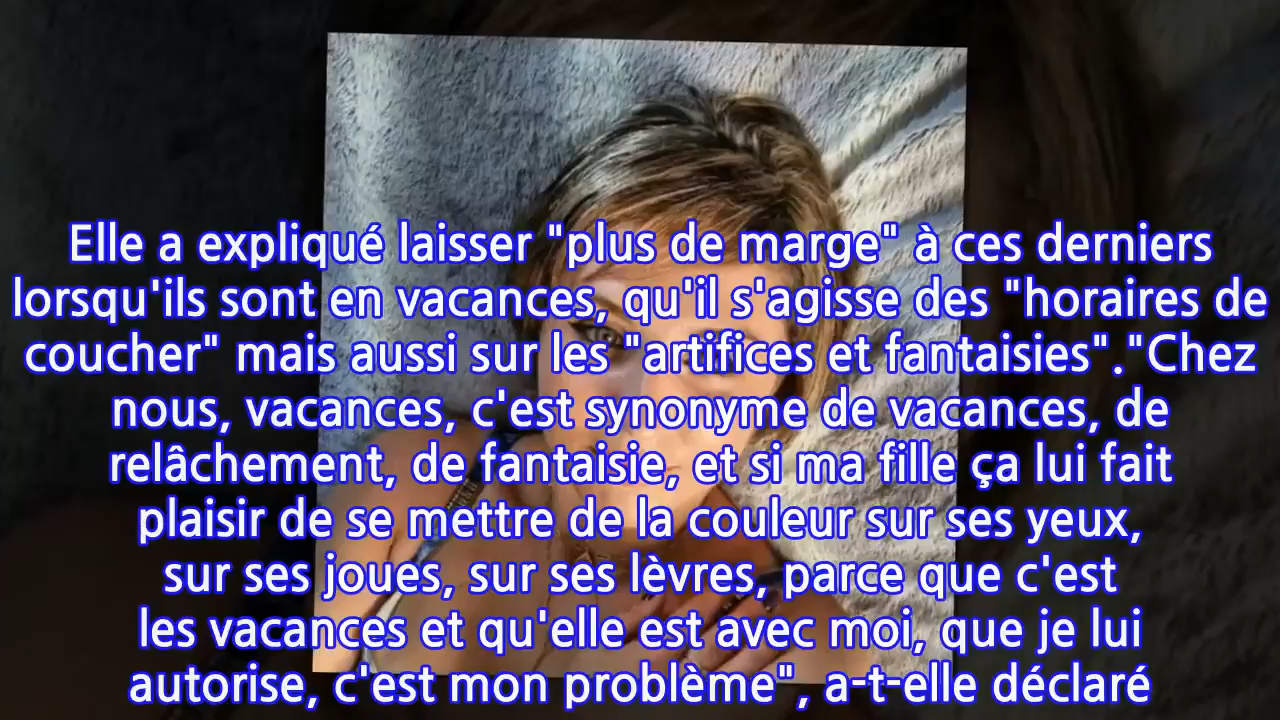 Elle a expliqué laisser "plus de marge" à ces derniers
lorsqu'ils sont en vacances, qu'il s'agisse des "horaires de
coucher" mais aussi sur les "artifices et fantaisies"."Chez
nous, vacances, c'est synonyme de vacances, de
relâchement, de fantaisie, et si ma fille ça lui fait
plaisir de se mettre de la couleur sur ses yeux,
sur ses joues, sur ses lèvres, parce que c'est
les vacances et qu'elle est avec moi, que je lui
autorise, c'est mon problème", a-t-elle déclaré